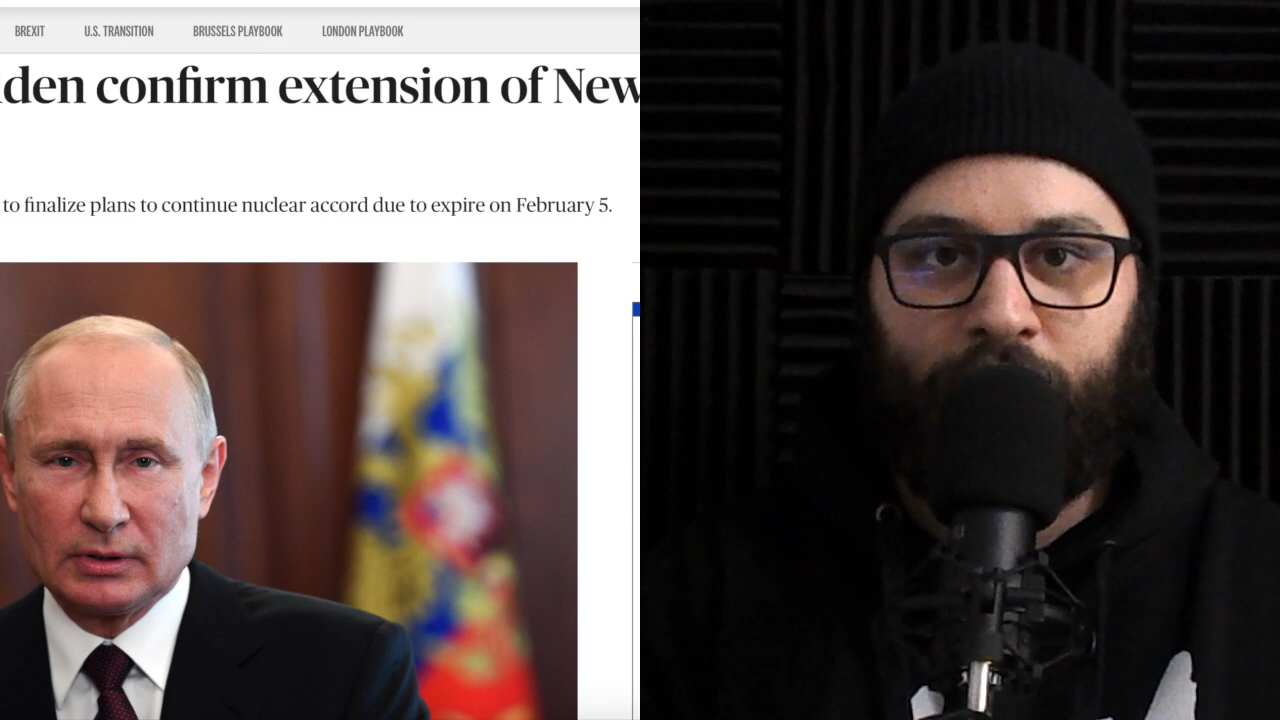 BREXIT U.S. TRANSITION BRUSSELS PLAYBOOK LONDON PLAYBOOK
den confirm extension of New
to finalize plans to continue nuclear accord due to expire on February 5.